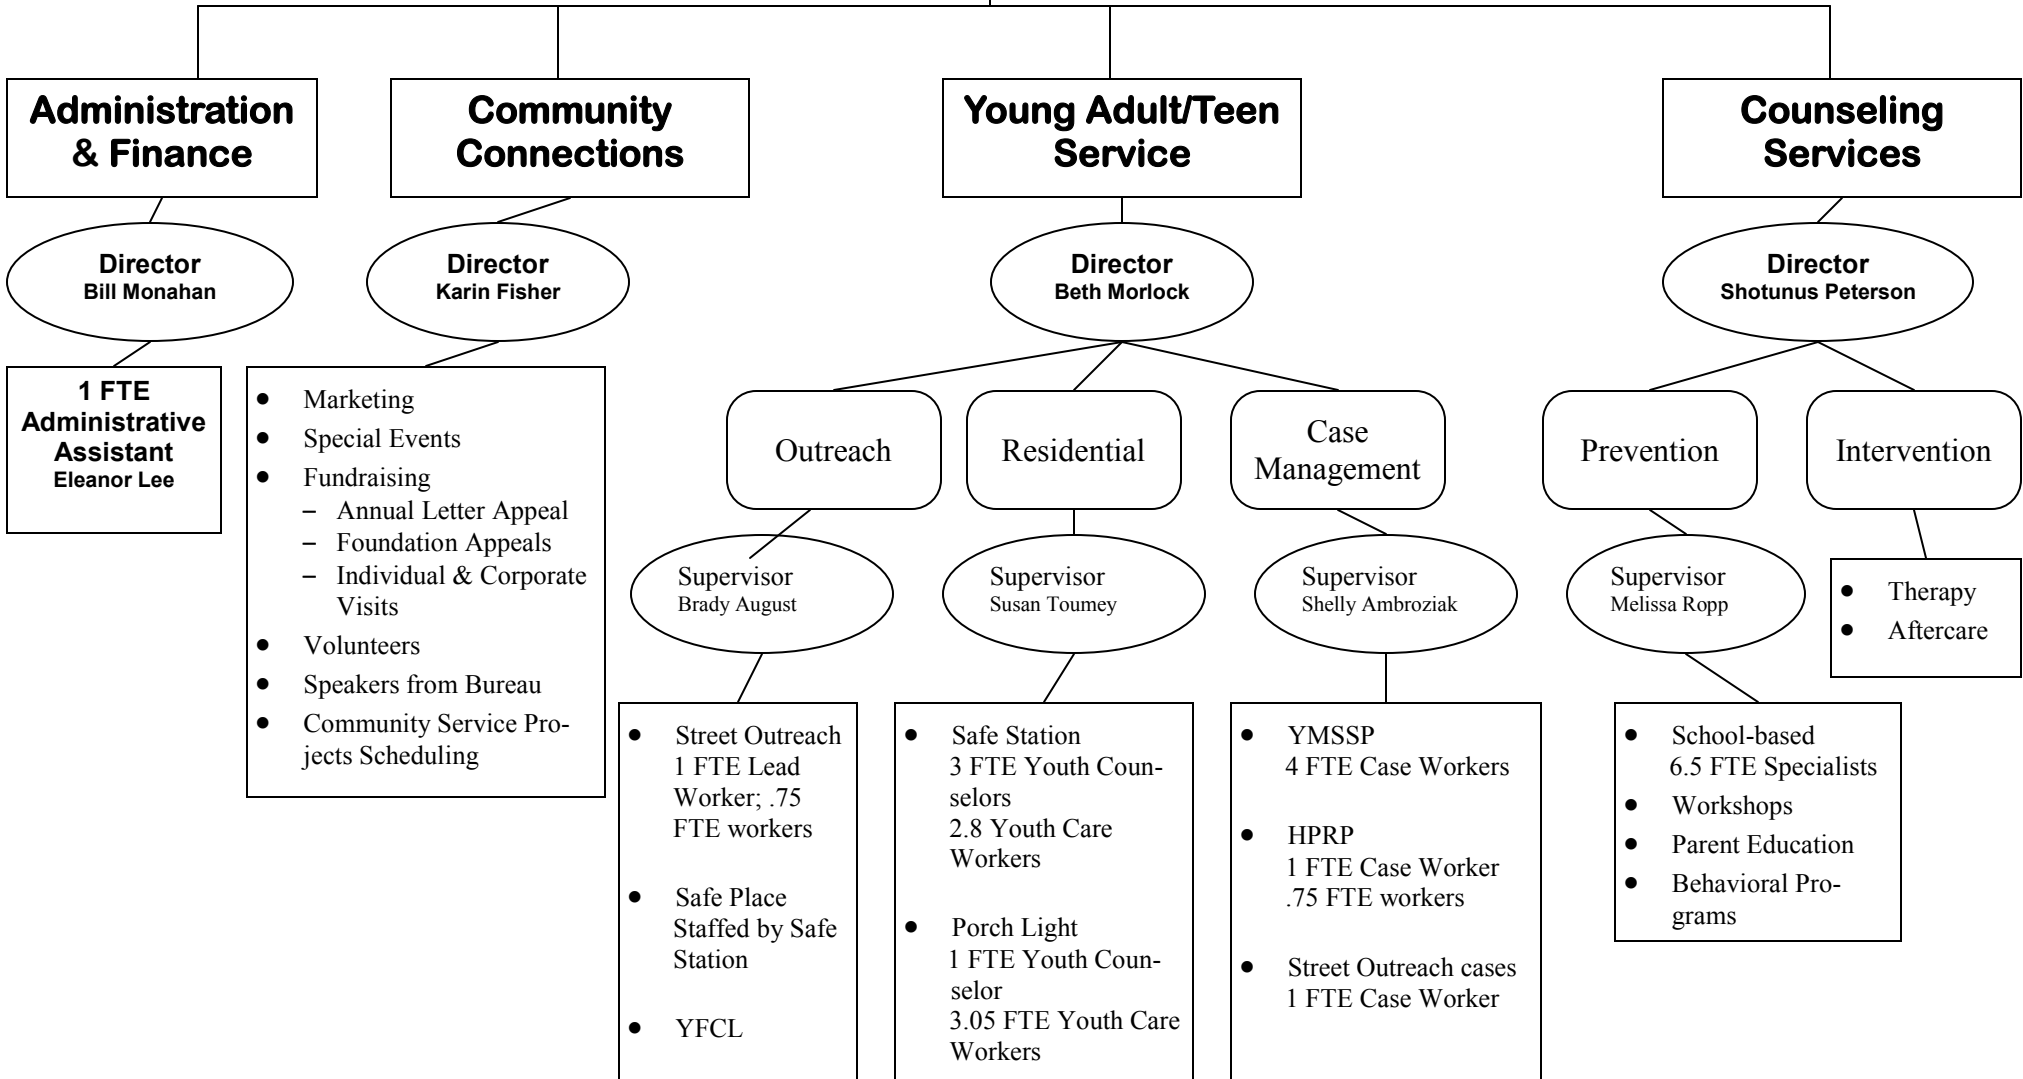 Administration
& Finance
Community
Connections
Young Adult/Teen
Service
Counseling
Services
Director
Bill Monahan
Director
Karin Fisher
Director
Beth Morlock
Director
Shotunus Peterson
1 FTE
Administrative
Assistant
Eleanor Lee
• Marketing
• Special Events
• Fundraising
– Annual Letter Appeal
– Foundation Appeals
– Individual & Corporate
Visits
• Volunteers
• Speakers from Bureau
• Community Service Pro-
jects Scheduling
Outreach
Residential
Case
Management
Prevention
Intervention
Supervisor
Brady August
Supervisor
Susan Toumey
Supervisor
Shelly Ambroziak
Supervisor
Melissa Ropp
• Therapy
• Aftercare
• Street Outreach
1 FTE Lead
Worker; .75
FTE workers
• Safe Place
Staffed by Safe
Station
• YFCL
• Safe Station
3 FTE Youth Coun-
selors
2.8 Youth Care
Workers
• Porch Light
1 FTE Youth Coun-
selor
3.05 FTE Youth Care
Workers
• YMSSP
4 FTE Case Workers
• HPRP
1 FTE Case Worker
.75 FTE workers
• Street Outreach cases
1 FTE Case Worker
• School-based
6.5 FTE Specialists
• Workshops
• Parent Education
• Behavioral Pro-
grams